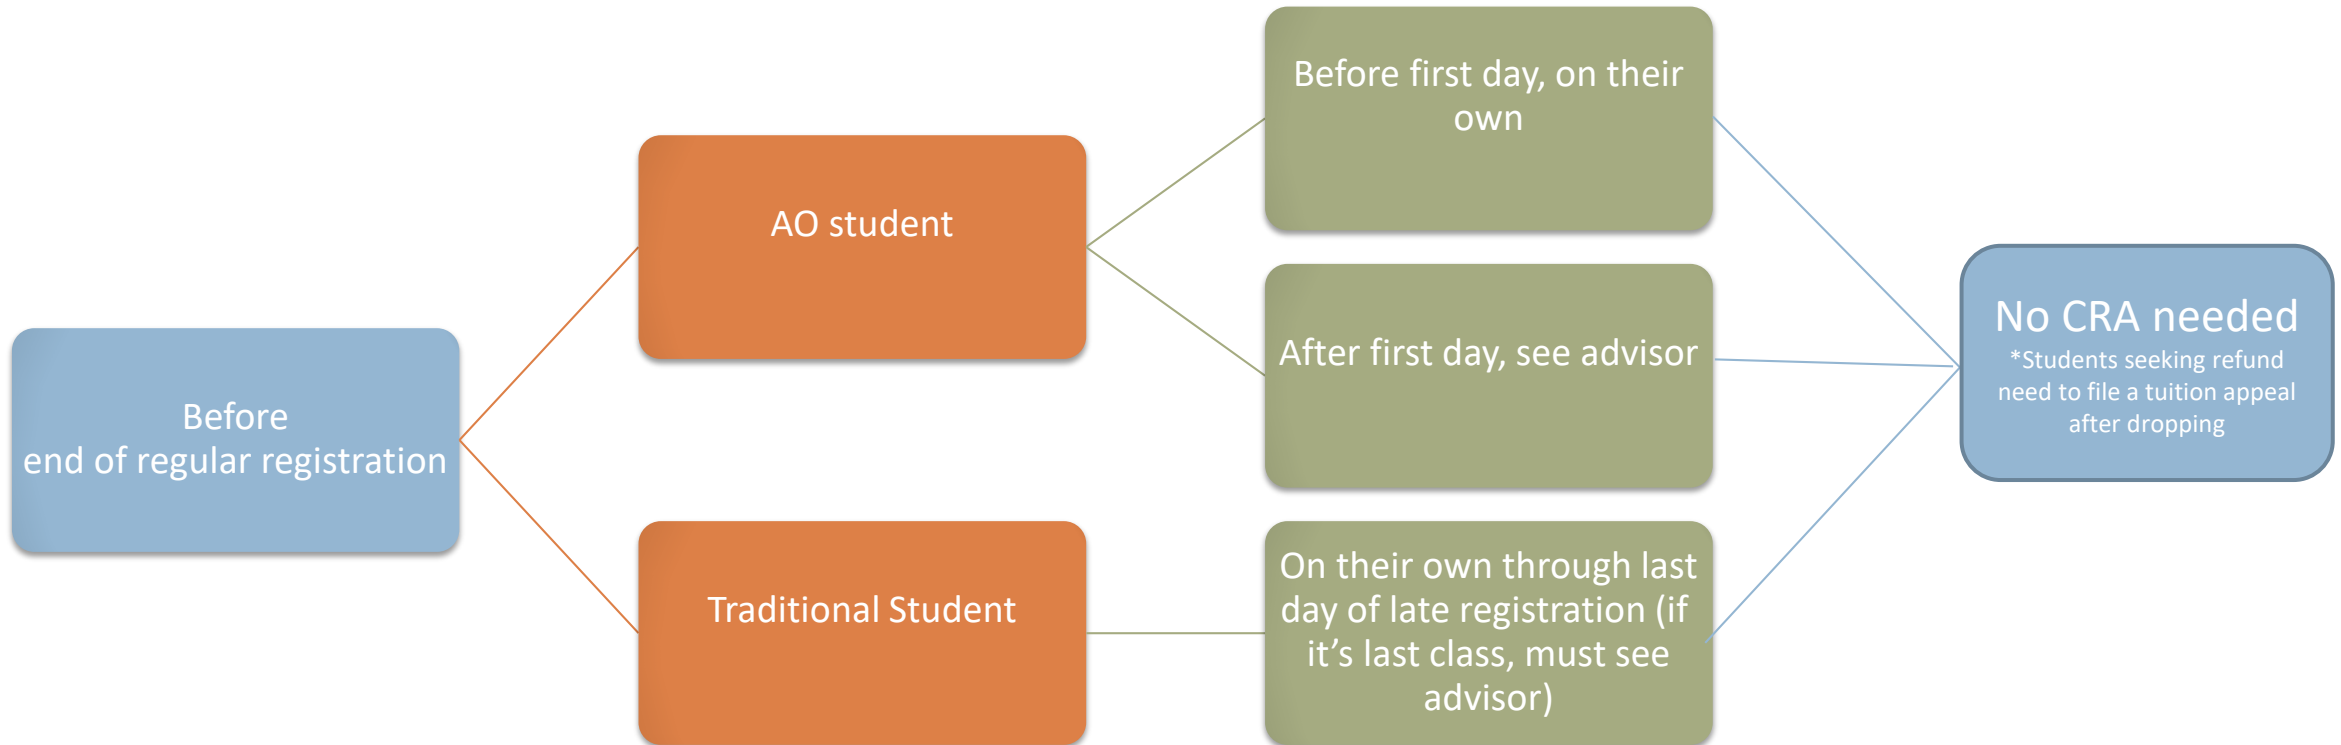 Before
end of regular registration
AO student
Traditional Student
Before first day, on their
own
After first day, see advisor
On their own through last
day of late registration (if
it’s last class, must see
advisor)
No CRA needed
*Students seeking refund
need to file a tuition appeal
after dropping